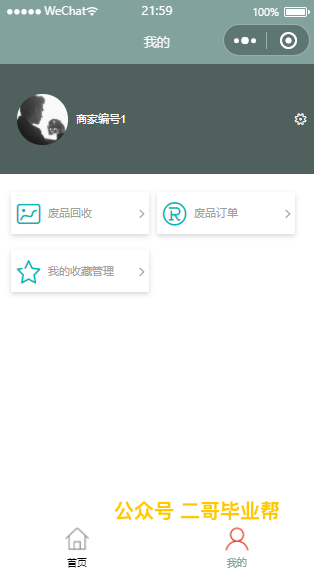 WeChat 21:59 100%
我的
商家编号1
废品回收 废品订单
我的收藏管理
公众号 二哥毕业帮
首页 我的